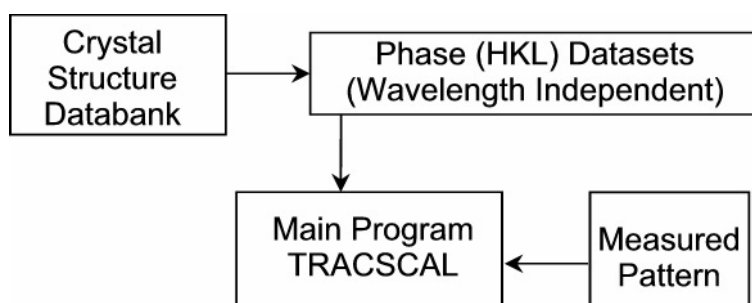 Crystal
Structure
Databank
Phase (HKL) Datasets
(Wavelength Independent)
Main Program
TRACSCAL
Measured
Pattern